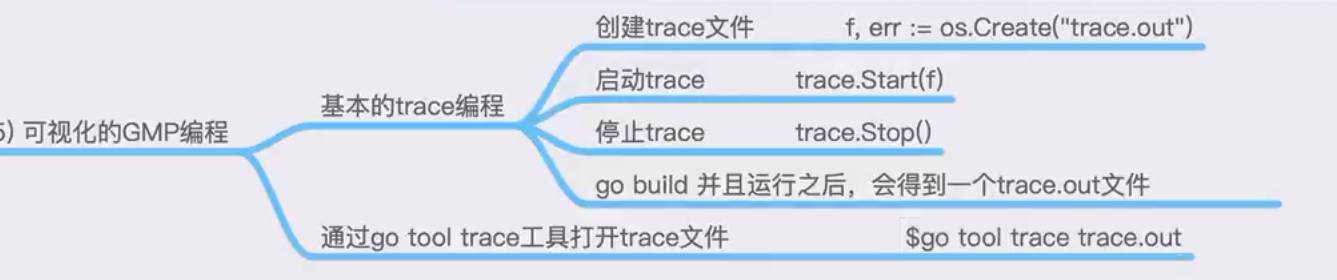 5) 可视化的GMP编程
基本的trace编程
创建trace文件 f, err := os.Create("trace.out")
启动trace trace.Start(f)
停止trace trace.Stop()
go build 并且运行之后，会得到一个trace.out文件
通过go tool trace工具打开trace文件 $go tool trace trace.out